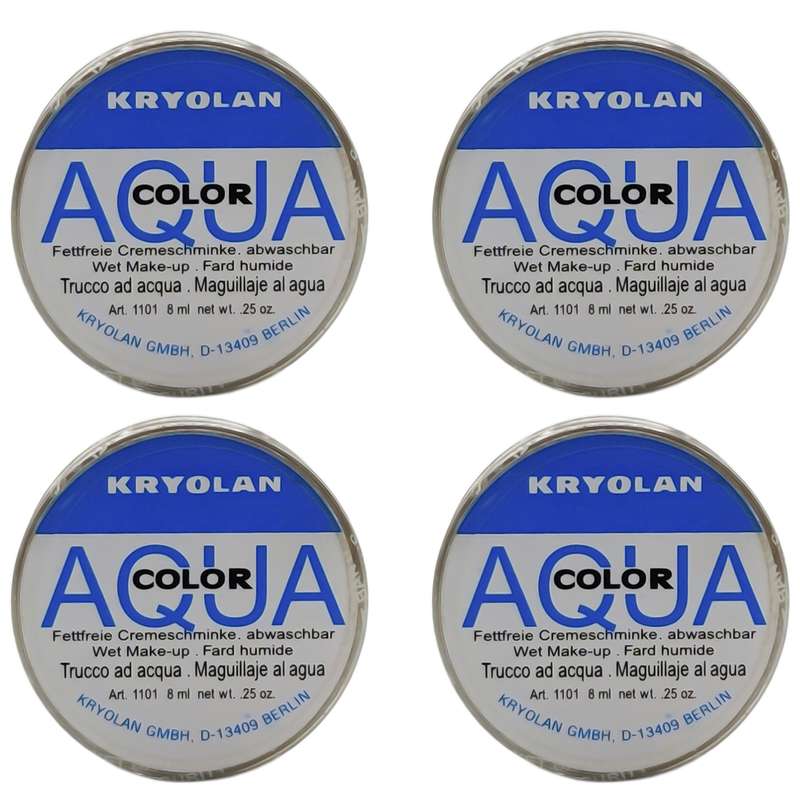 KRYOLAN
AQUA
COLOR
Fettfreie Cremeschminke. abwaschbar
Wet Make-up . Fard humide
Trucco ad acqua . Maguillaje al agua
Art. 1101 8 ml net wt. .25 oz.
KRYOLAN GMBH, D-13409 BERLIN
KRYOLAN
AQUA
COLOR
Fettfreie Cremeschminke. abwaschbar
Wet Make-up . Fard humide
Trucco ad acqua . Maguillaje al agua
Art. 1101 8 ml net wt. .25 oz.
KRYOLAN GMBH, D-13409 BERLIN
KRYOLAN
AQUA
COLOR
Fettfreie Cremeschminke. abwaschbar
Wet Make-up . Fard humide
Trucco ad acqua . Maguillaje al agua
Art. 1101 8 ml net wt. .25 oz.
KRYOLAN GMBH, D-13409 BERLIN
KRYOLAN
AQUA
COLOR
Fettfreie Cremeschminke. abwaschbar
Wet Make-up . Fard humide
Trucco ad acqua . Maguillaje al agua
Art. 1101 8 ml net wt. .25 oz.
KRYOLAN GMBH, D-13409 BERLIN